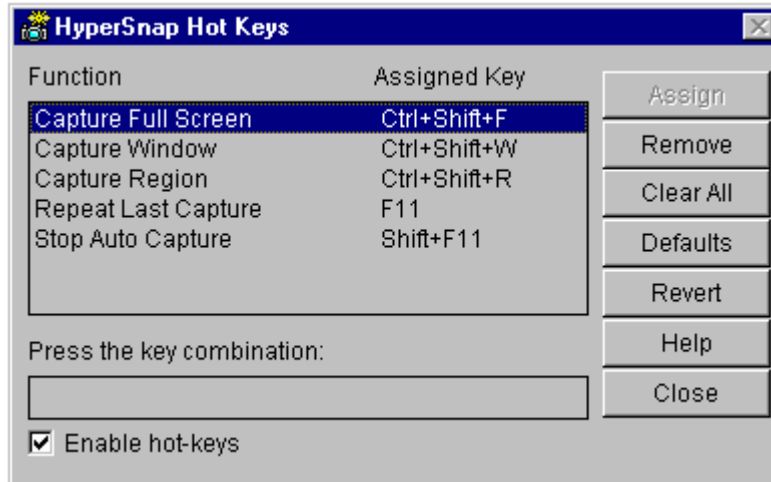 HyperSnap Hot Keys
Function Assigned Key
Capture Full Screen Ctrl+Shift+F
Capture Window Ctrl+Shift+W
Capture Region Ctrl+Shift+R
Repeat Last Capture F11
Stop Auto Capture Shift+F11
Press the key combination:
Enable hot-keys
Assign
Remove
Clear All
Defaults
Revert
Help
Close